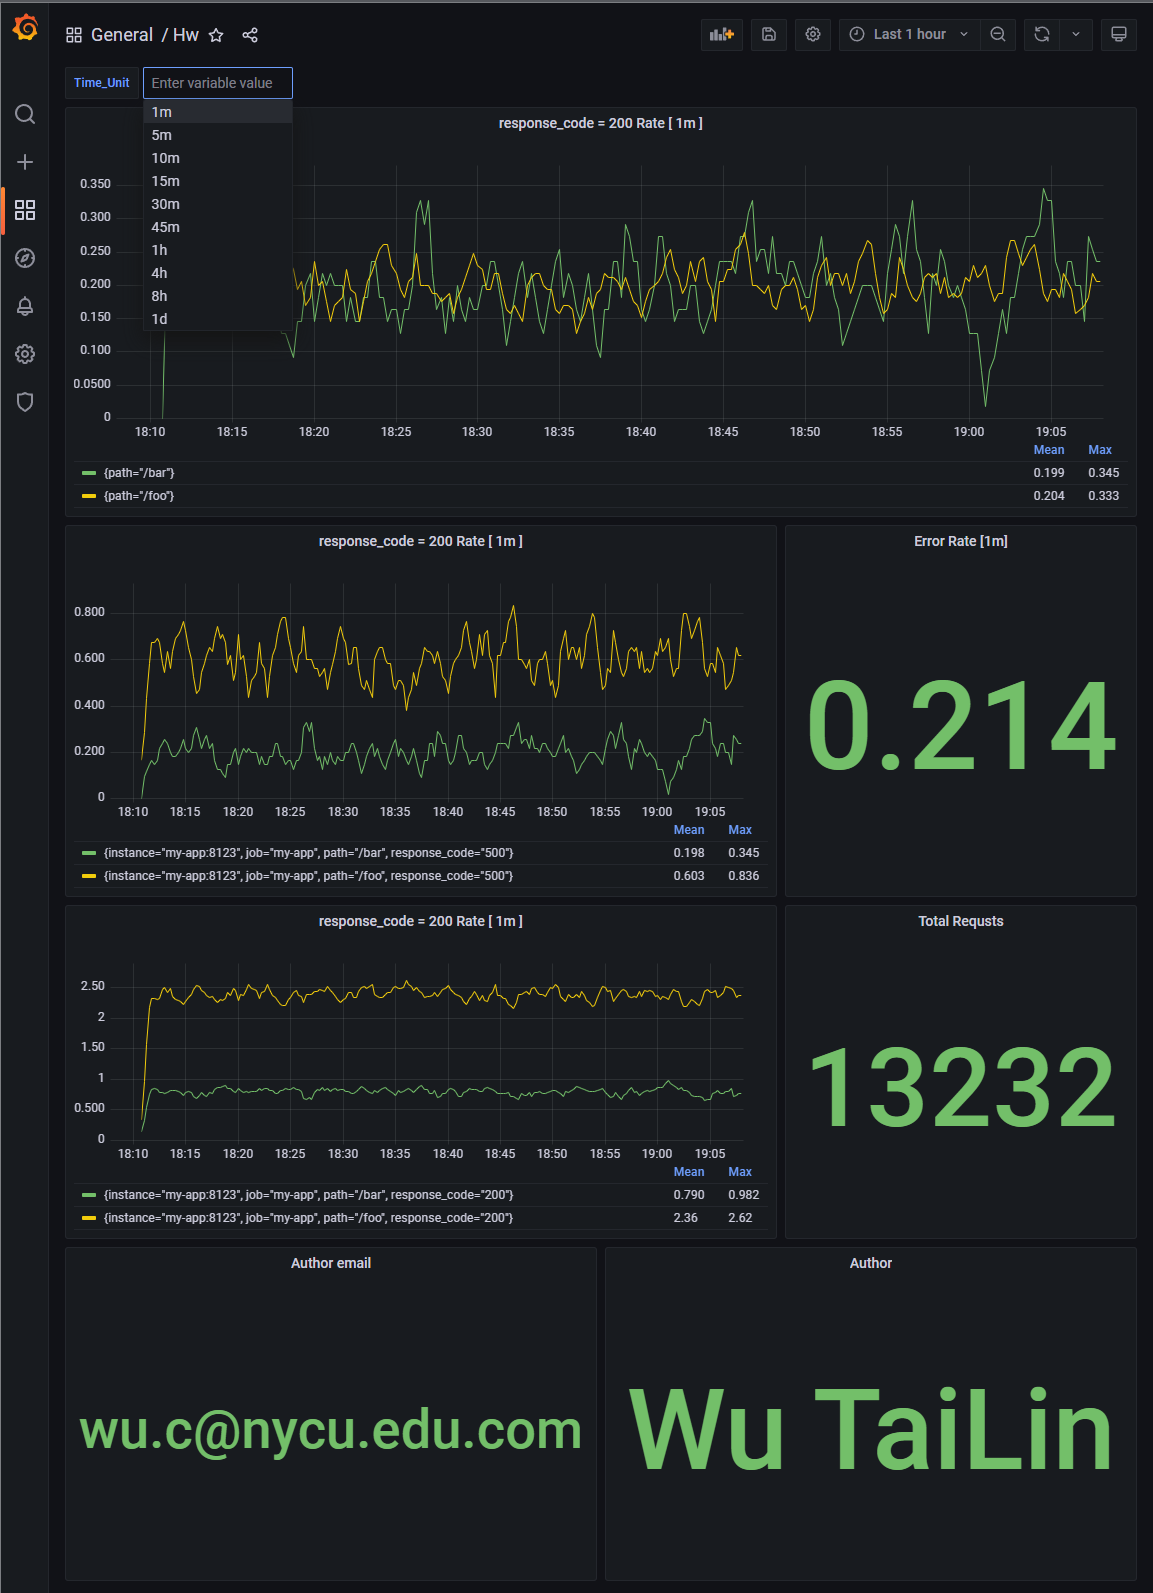 General / Hw
Last 1 hour
Time_Unit
Enter variable value
1m
5m
10m
15m
30m
45m
1h
4h
8h
1d
response_code = 200 Rate [ 1m ]
0.350
0.300
0.250
0.200
0.150
0.100
0.0500
0
18:10 18:15 18:20 18:25 18:30 18:35 18:40 18:45 18:50 18:55 19:00 19:05
Mean Max
{path="/bar"} 0.199 0.345
{path="/foo"} 0.204 0.333
response_code = 200 Rate [ 1m ]
0.800
0.600
0.400
0.200
0
18:10 18:15 18:20 18:25 18:30 18:35 18:40 18:45 18:50 18:55 19:00 19:05
Mean Max
{instance="my-app:8123", job="my-app", path="/bar", response_code="500"} 0.198 0.345
{instance="my-app:8123", job="my-app", path="/foo", response_code="500"} 0.603 0.836
Error Rate [1m]
0.214
response_code = 200 Rate [ 1m ]
2.50
2
1.50
1
0.500
0
18:10 18:15 18:20 18:25 18:30 18:35 18:40 18:45 18:50 18:55 19:00 19:05
Mean Max
{instance="my-app:8123", job="my-app", path="/bar", response_code="200"} 0.790 0.982
{instance="my-app:8123", job="my-app", path="/foo", response_code="200"} 2.36 2.62
Total Requsts
13232
Author email
wu.c@nycu.edu.com
Author
Wu TaiLin